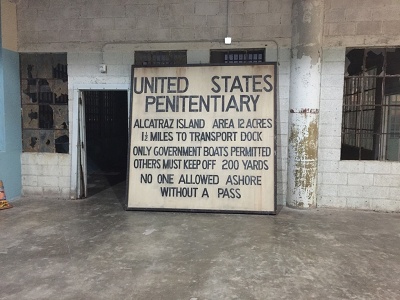 UNITED STATES
PENITENTIARY
ALCATRAZ ISLAND AREA 12 ACRES
1½ MILES TO TRANSPORT DOCK
ONLY GOVERNMENT BOATS PERMITTED
OTHERS MUST KEEP OFF 200 YARDS
NO ONE ALLOWED ASHORE
WITHOUT A PASS